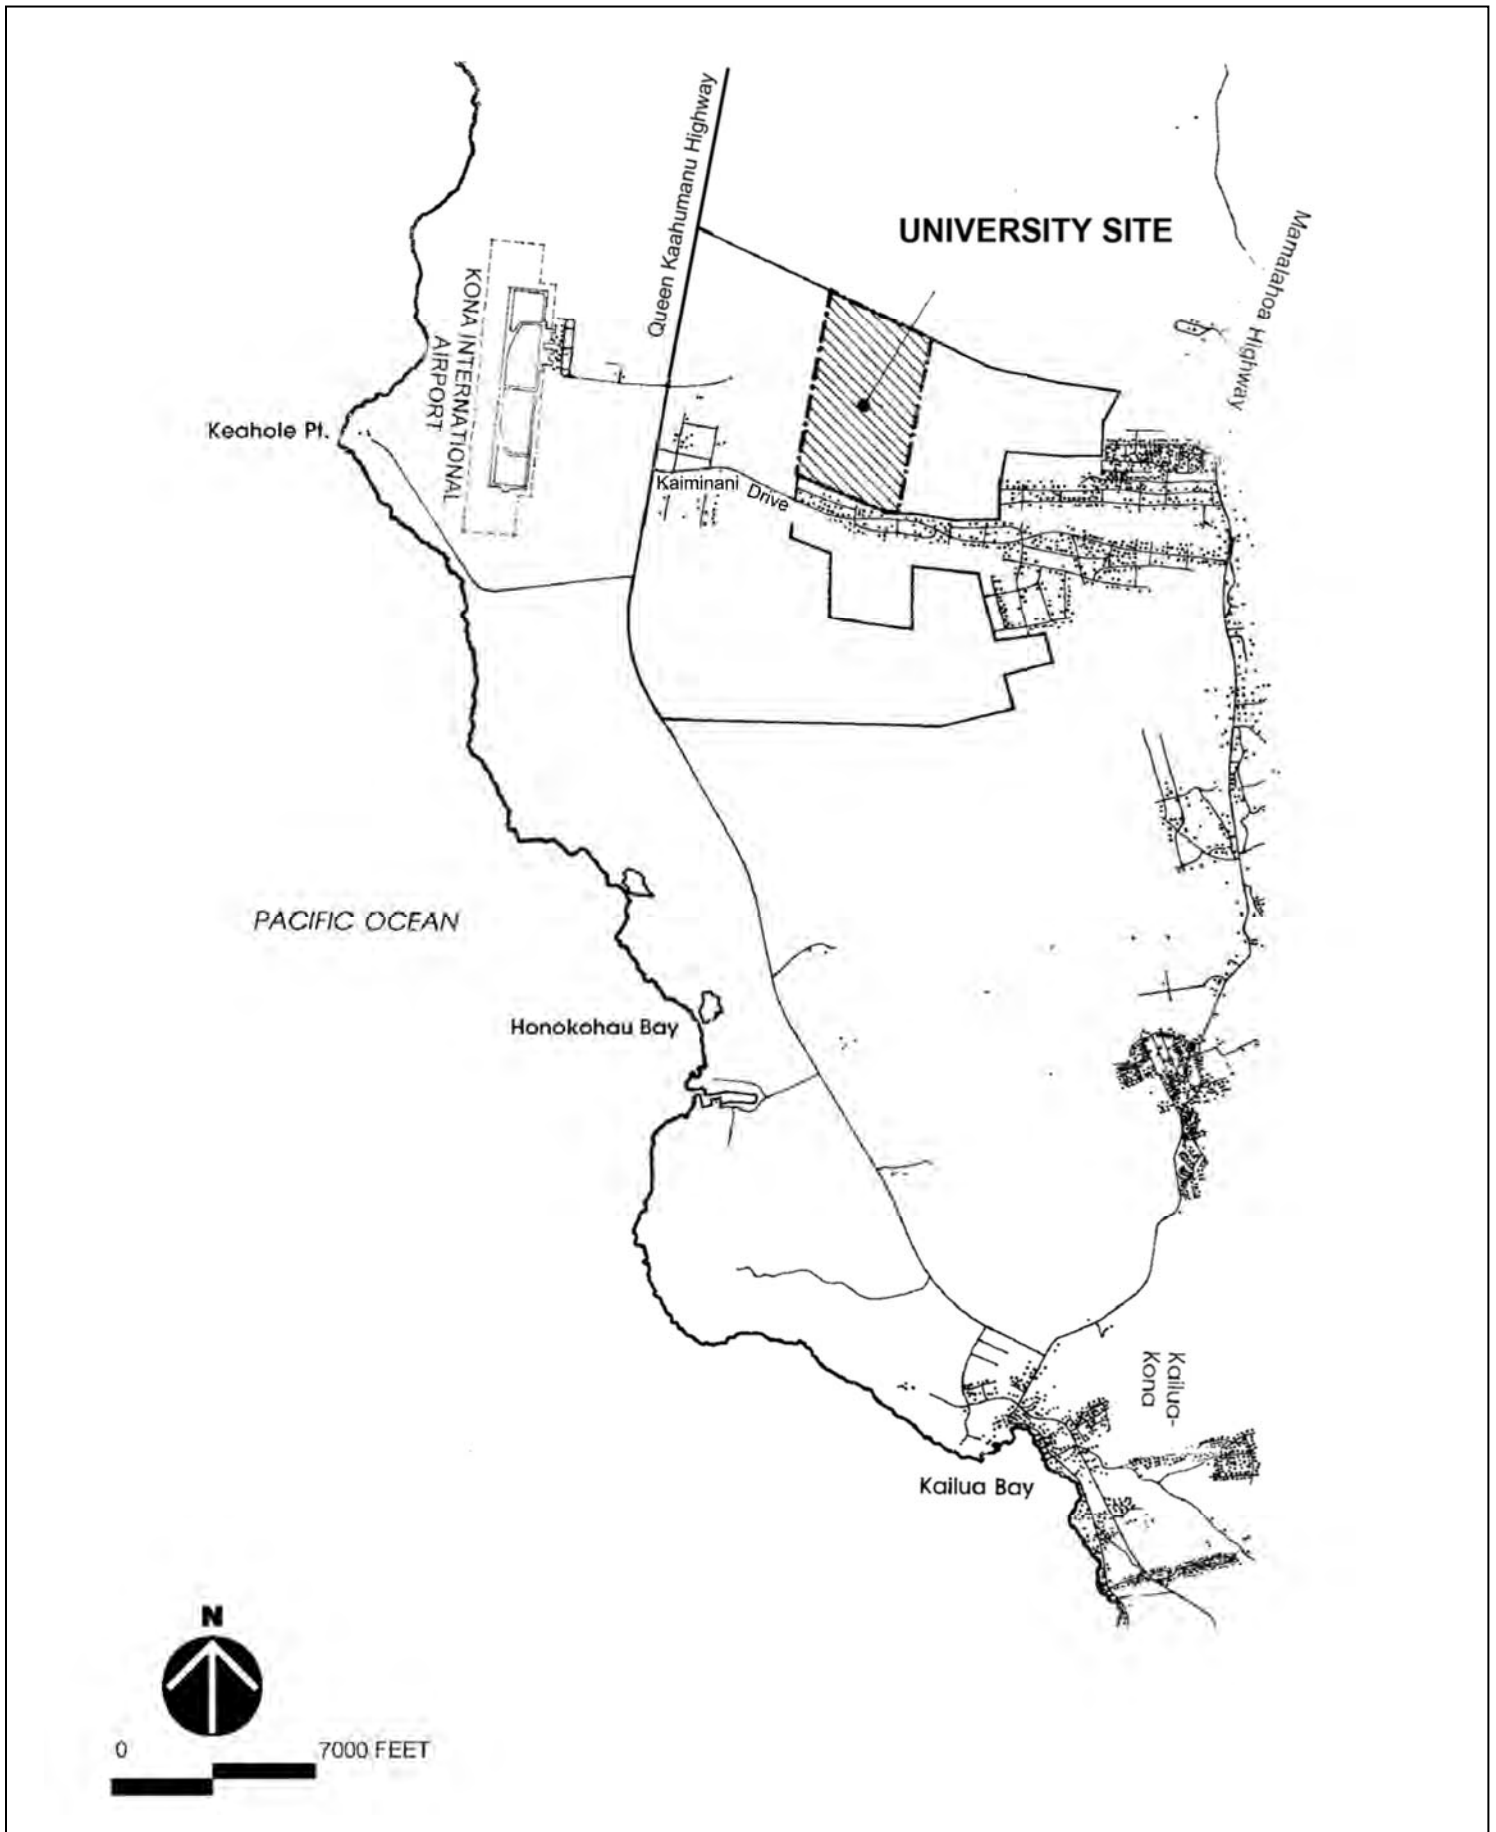 Queen Kaahumanu Highway
UNIVERSITY SITE
Mamalahoa Highway
KONA INTERNATIONAL
AIRPORT
Keahole Pt.
Kaiminani Drive
PACIFIC OCEAN
Honokohau Bay
Kailua-
Kona
Kailua Bay
N
0 7000 FEET